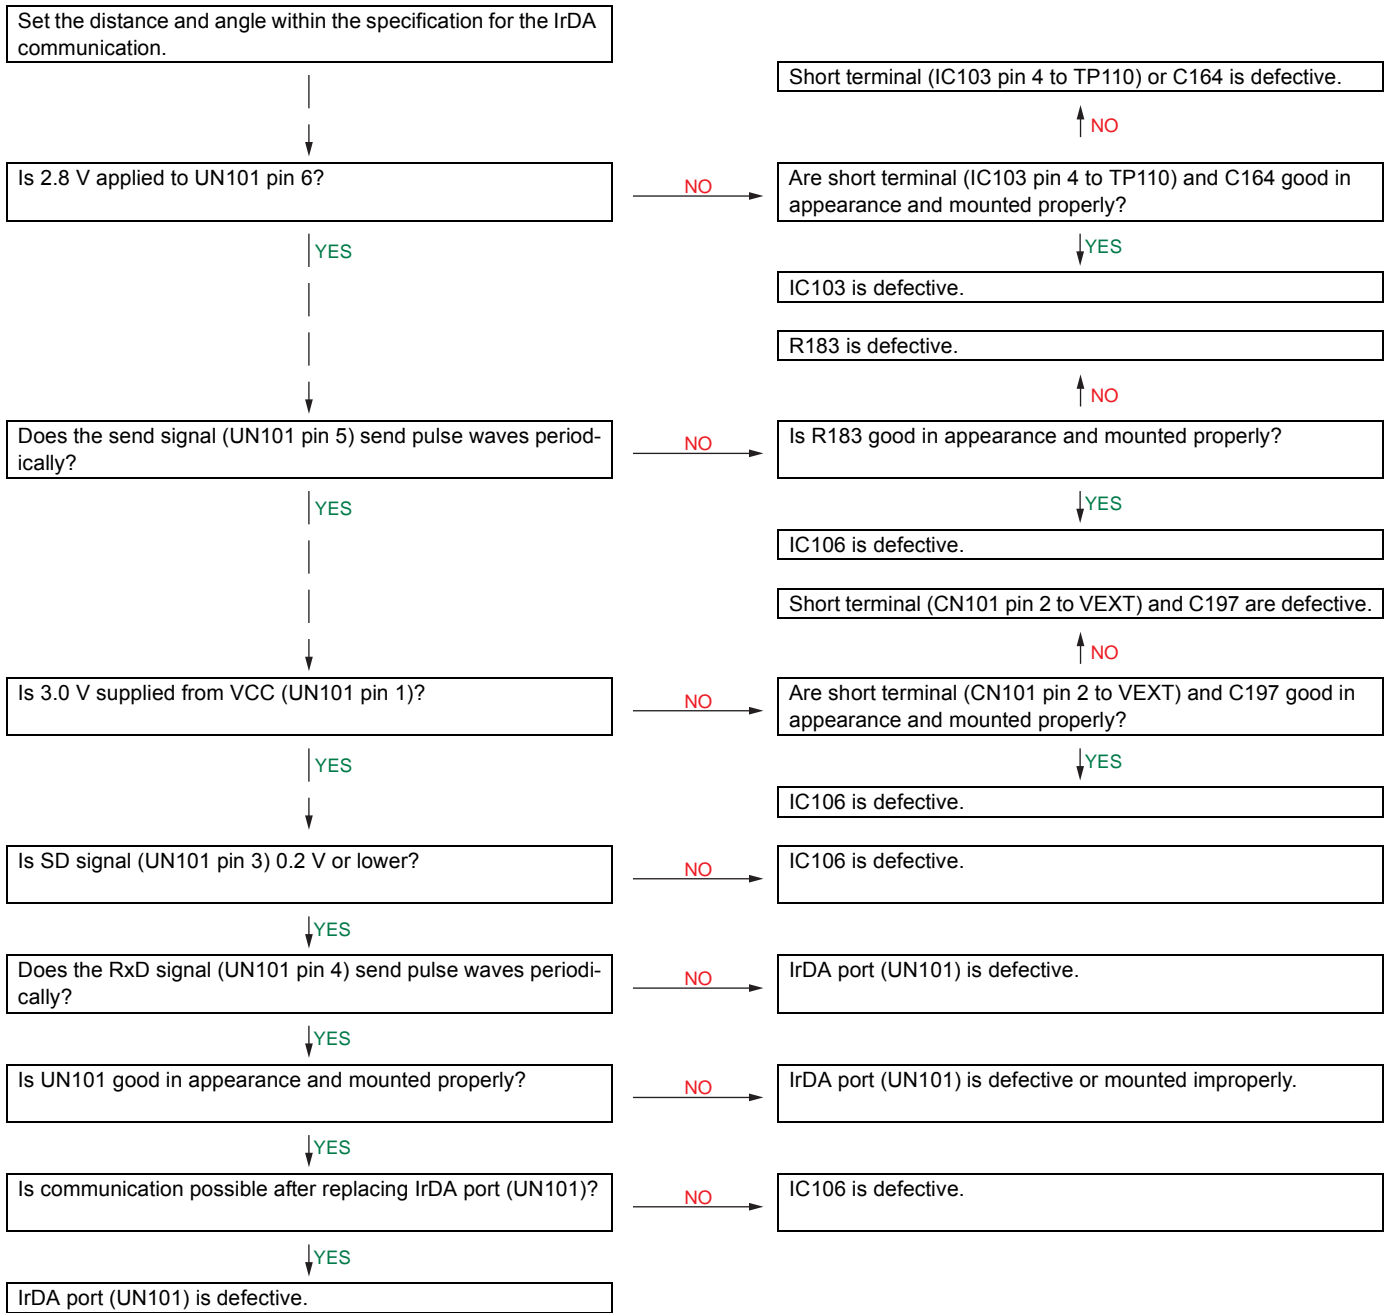 Set the distance and angle within the specification for the IrDA
communication.
Short terminal (IC103 pin 4 to TP110) or C164 is defective.
NO
Is 2.8 V applied to UN101 pin 6?
NO
Are short terminal (IC103 pin 4 to TP110) and C164 good in
appearance and mounted properly?
YES
YES
IC103 is defective.
R183 is defective.
NO
Does the send signal (UN101 pin 5) send pulse waves period-
ically?
NO
Is R183 good in appearance and mounted properly?
YES
YES
IC106 is defective.
Short terminal (CN101 pin 2 to VEXT) and C197 are defective.
NO
Is 3.0 V supplied from VCC (UN101 pin 1)?
NO
Are short terminal (CN101 pin 2 to VEXT) and C197 good in
appearance and mounted properly?
YES
YES
IC106 is defective.
Is SD signal (UN101 pin 3) 0.2 V or lower?
NO
IC106 is defective.
YES
Does the RxD signal (UN101 pin 4) send pulse waves periodi-
cally?
NO
IrDA port (UN101) is defective.
YES
Is UN101 good in appearance and mounted properly?
NO
IrDA port (UN101) is defective or mounted improperly.
YES
Is communication possible after replacing IrDA port (UN101)?
NO
IC106 is defective.
YES
IrDA port (UN101) is defective.